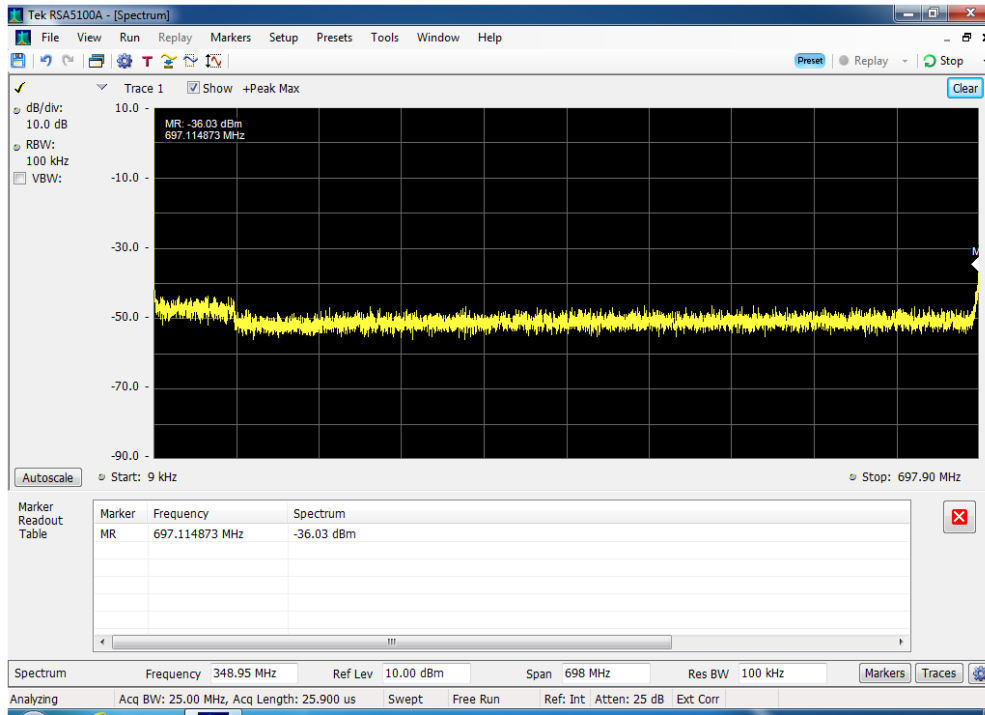 Tek RSA5100A - [Spectrum]
File View Run Replay Markers Setup Presets Tools Window Help
T Preset Replay Stop
Trace 1 Show +Peak Max Clear
dB/div:
10.0 dB
RBW:
100 kHz
VBW:
10.0 -
MR: -36.03 dBm
697.114873 MHz
-10.0 -
-30.0 -
M
-50.0 -
-70.0 -
-90.0 -
Autoscale Start: 9 kHz Stop: 697.90 MHz
Marker
Readout
Table
Marker Frequency Spectrum
MR 697.114873 MHz -36.03 dBm
Spectrum Frequency 348.95 MHz Ref Lev 10.00 dBm Span 698 MHz Res BW 100 kHz Markers Traces
Analyzing Acq BW: 25.00 MHz, Acq Length: 25.900 us Swept Free Run Ref: Int Atten: 25 dB Ext Corr